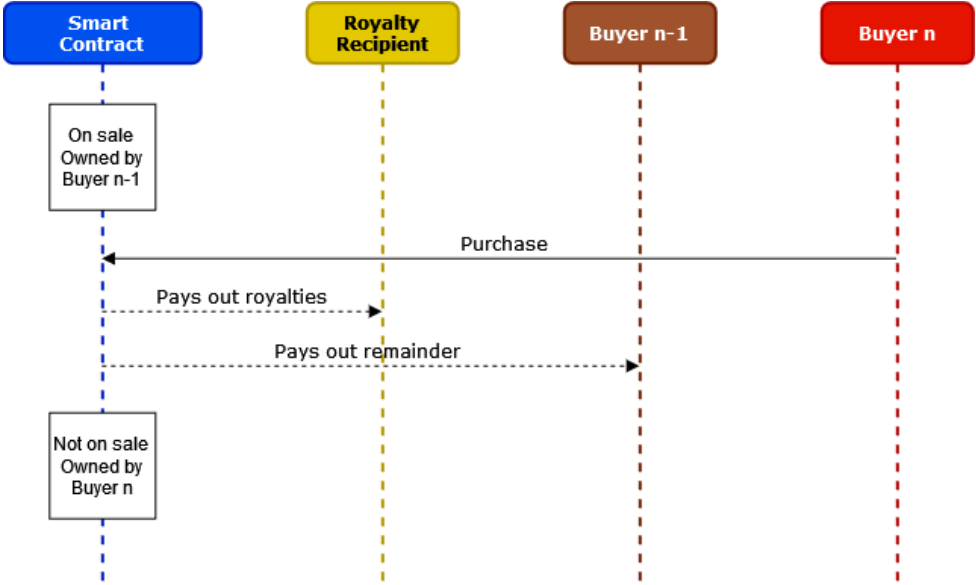 Smart
Contract
Royalty
Recipient
Buyer n-1
Buyer n
On sale
Owned by
Buyer n-1
Purchase
Pays out royalties
Pays out remainder
Not on sale
Owned by
Buyer n